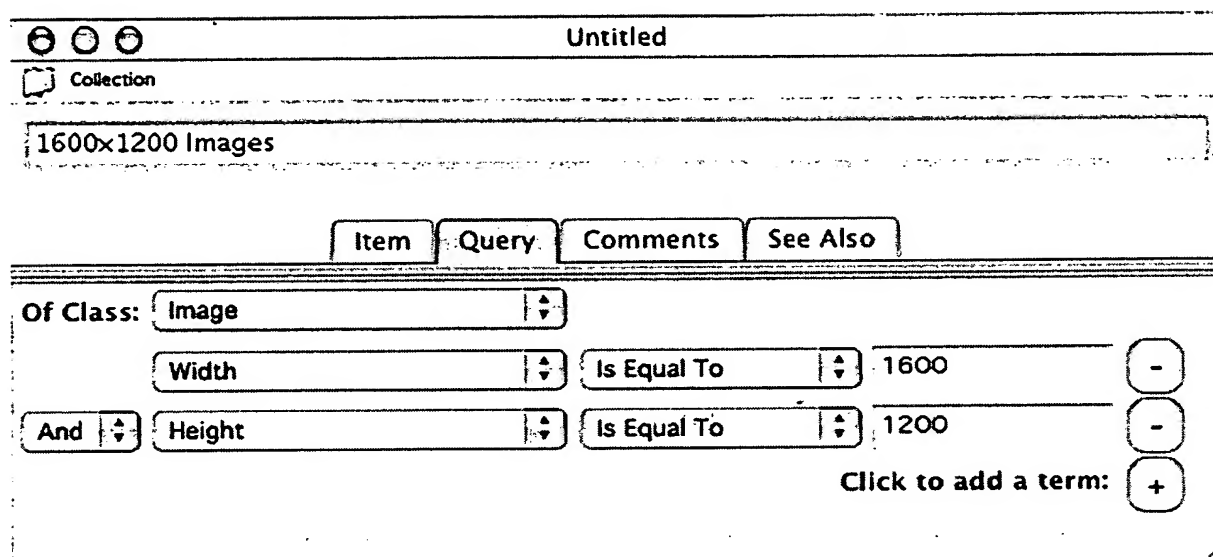 Untitled
Collection
1600×1200 Images
Item Query Comments See Also
Of Class: Image
Width Is Equal To 1600 -
And Height Is Equal To 1200 -
Click to add a term: +